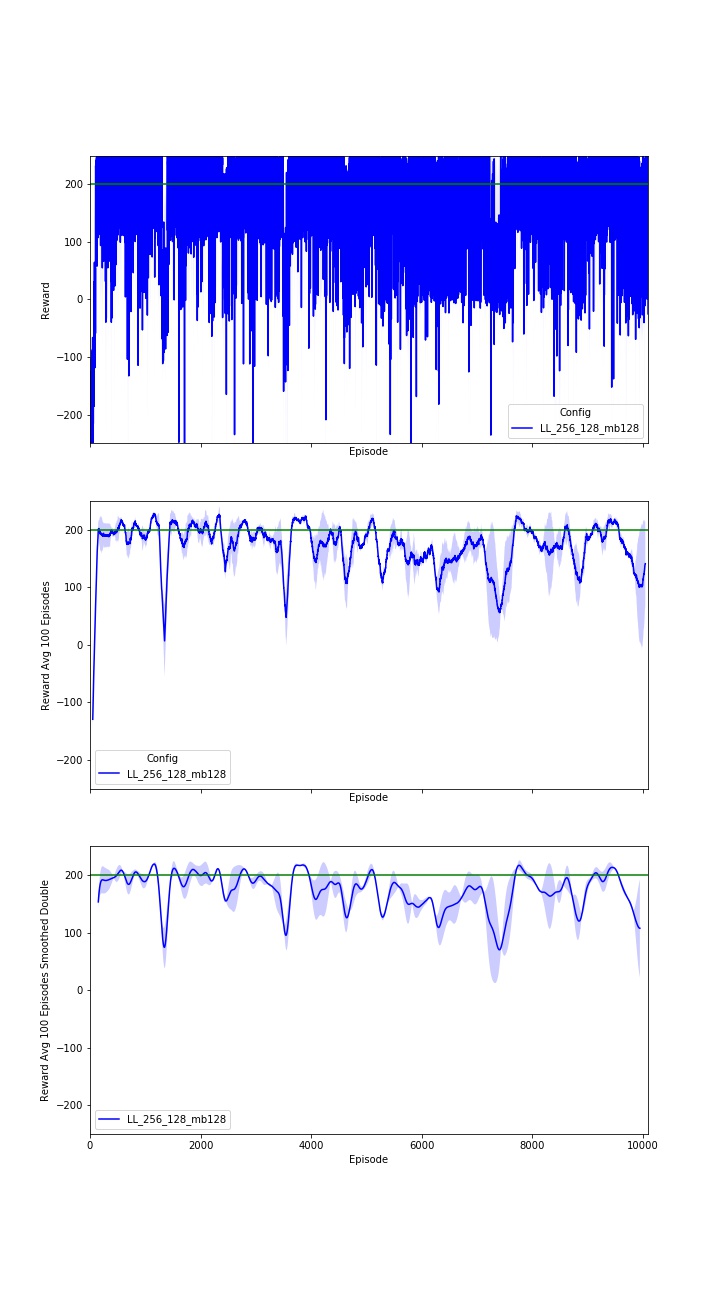 200
100
0
−100
−200
Reward
Config
LL_256_128_mb128
Episode
200
100
0
−100
−200
Reward Avg 100 Episodes
Config
LL_256_128_mb128
Episode
200
100
0
−100
−200
Reward Avg 100 Episodes Smoothed Double
LL_256_128_mb128
0 2000 4000 6000 8000 10000
Episode